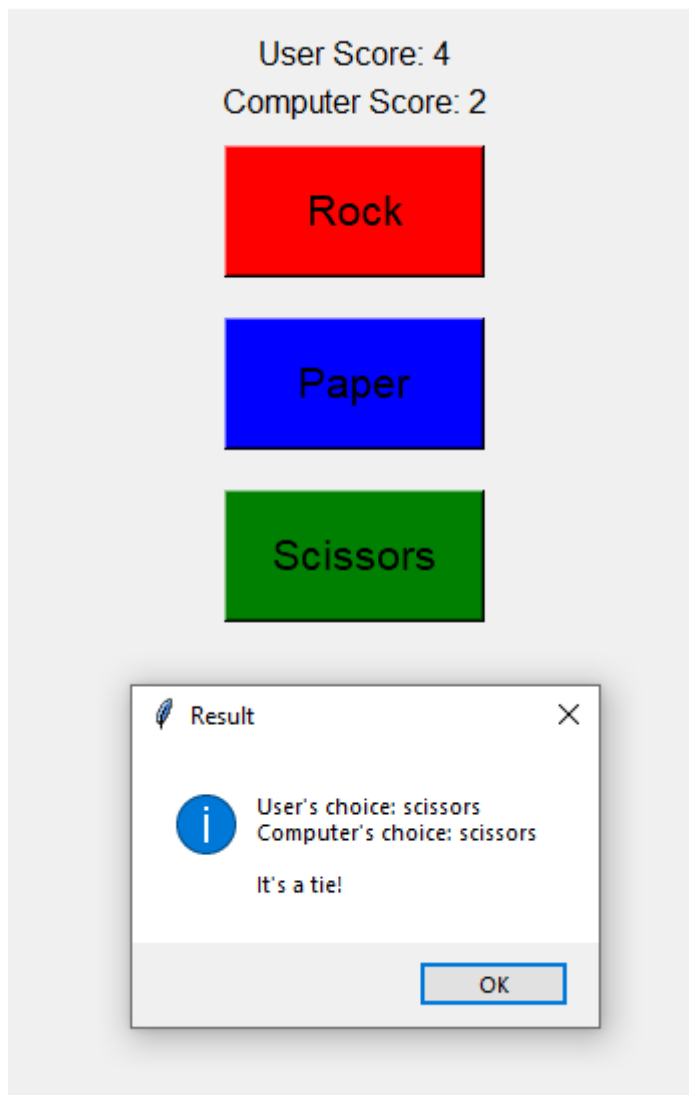 User Score: 4
Computer Score: 2
Rock
Paper
Scissors
Result
User's choice: scissors
Computer's choice: scissors
It's a tie!
OK